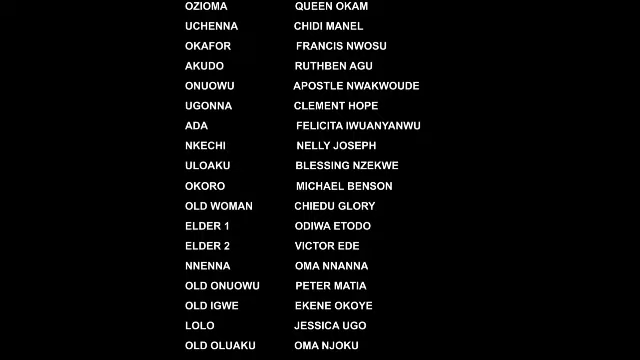 OZIOMA QUEEN OKAM
UCHENNA CHIDI MANEL
OKAFOR FRANCIS NWOSU
AKUDO RUTHBEN AGU
ONUOWU APOSTLE NWAKWOUDE
UGONNA CLEMENT HOPE
ADA FELICITA IWUANYANWU
NKECHI NELLY JOSEPH
ULOAKU BLESSING NZEKWE
OKORO MICHAEL BENSON
OLD WOMAN CHIEDU GLORY
ELDER 1 ODIWA ETODO
ELDER 2 VICTOR EDE
NNENNA OMA NNANNA
OLD ONUOWU PETER MATIA
OLD IGWE EKENE OKOYE
LOLO JESSICA UGO
OLD OLUAKU OMA NJOKU